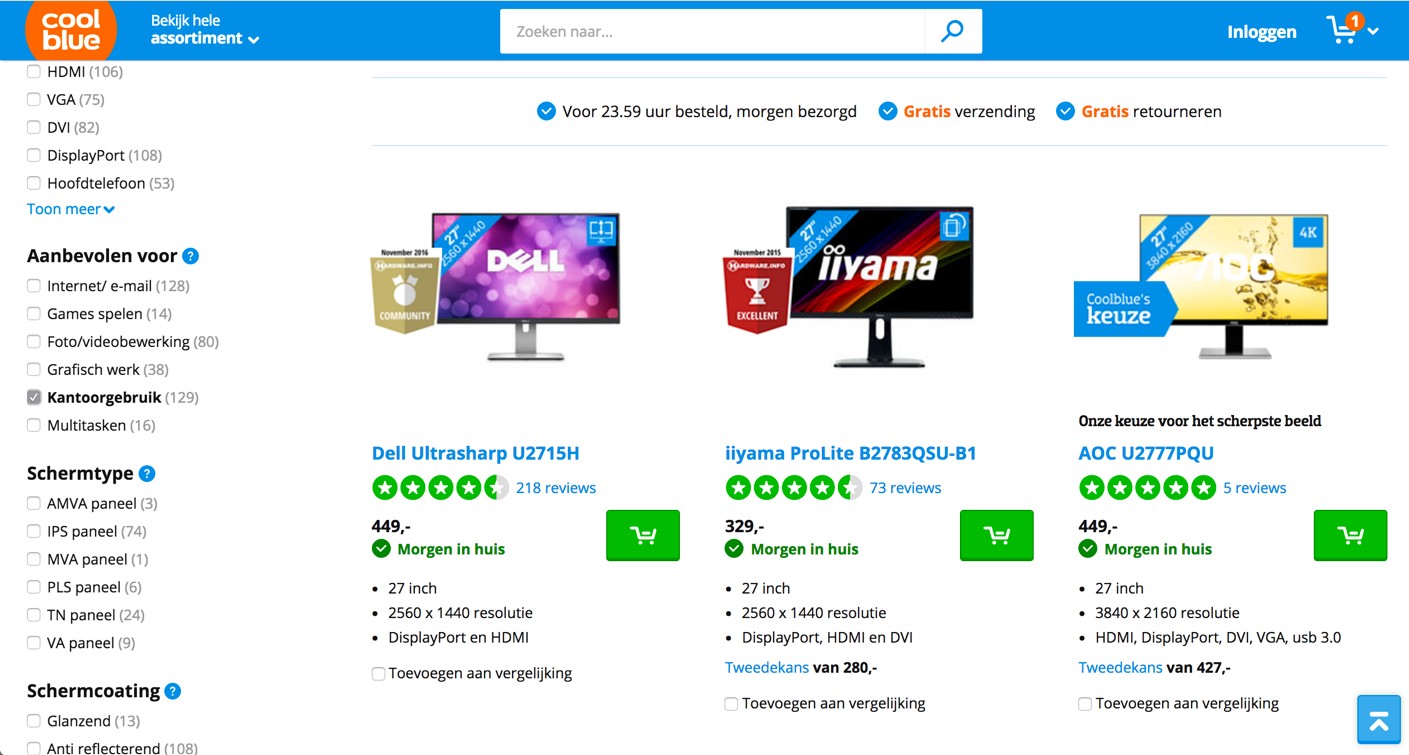 cool
blue
Bekijk hele
assortiment
Zoeken naar...
Inloggen
1
HDMI (106)
VGA (75)
DVI (82)
DisplayPort (108)
Hoofdtelefoon (53)
Toon meer
Aanbevolen voor ?
Internet/ e-mail (128)
Games spelen (14)
Foto/videobewerking (80)
Grafisch werk (38)
Kantoorgebruik (129)
Multitasken (16)
Schermtype ?
AMVA paneel (3)
IPS paneel (74)
MVA paneel (1)
PLS paneel (6)
TN paneel (24)
VA paneel (9)
Schermcoating ?
Glanzend (13)
Anti reflecterend (108)
Voor 23.59 uur besteld, morgen bezorgd
Gratis verzending
Gratis retourneren
27"
2560 x 1440
DELL
November 2016
HARDWARE.INFO
COMMUNITY
Dell Ultrasharp U2715H
218 reviews
449,-
Morgen in huis
27 inch
2560 x 1440 resolutie
DisplayPort en HDMI
Toevoegen aan vergelijking
27"
2560 x 1440
iiyama
November 2015
HARDWARE.INFO
EXCELLENT
iiyama ProLite B2783QSU-B1
73 reviews
329,-
Morgen in huis
27 inch
2560 x 1440 resolutie
DisplayPort, HDMI en DVI
Tweedekans van 280,-
Toevoegen aan vergelijking
27"
3840 x 2160
4K
AOC
Coolblue's
keuze
Onze keuze voor het scherpste beeld
AOC U2777PQU
5 reviews
449,-
Morgen in huis
27 inch
3840 x 2160 resolutie
HDMI, DisplayPort, DVI, VGA, usb 3.0
Tweedekans van 427,-
Toevoegen aan vergelijking